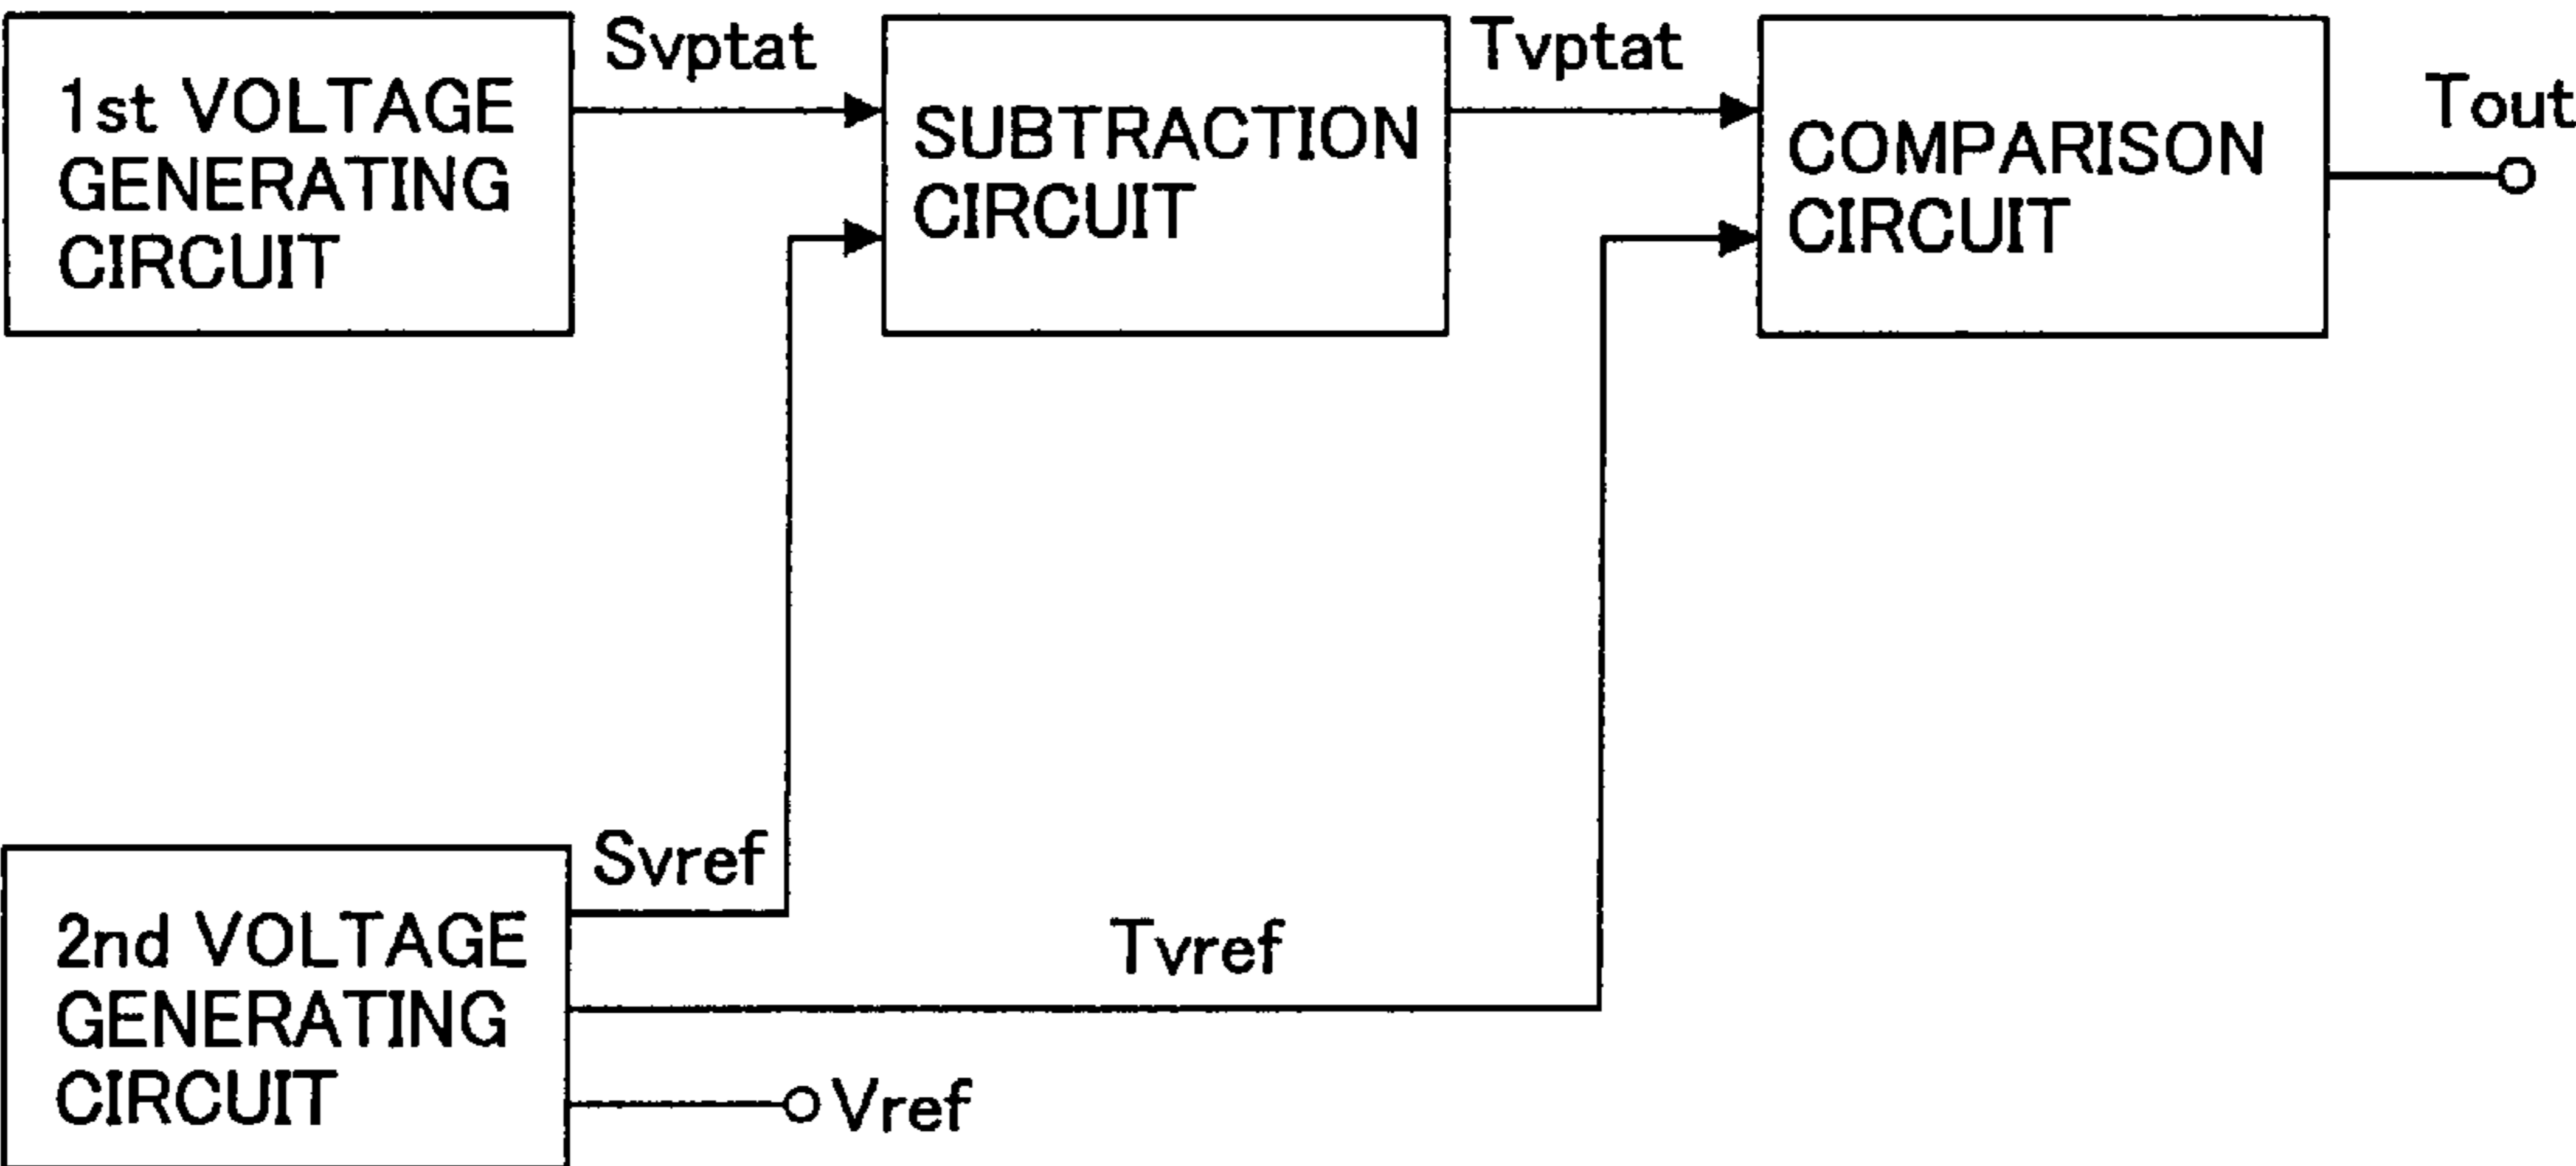 1st VOLTAGE
GENERATING
CIRCUIT
Svptat
SUBTRACTION
CIRCUIT
Tvptat
COMPARISON
CIRCUIT
Tout
2nd VOLTAGE
GENERATING
CIRCUIT
Svref
Tvref
Vref